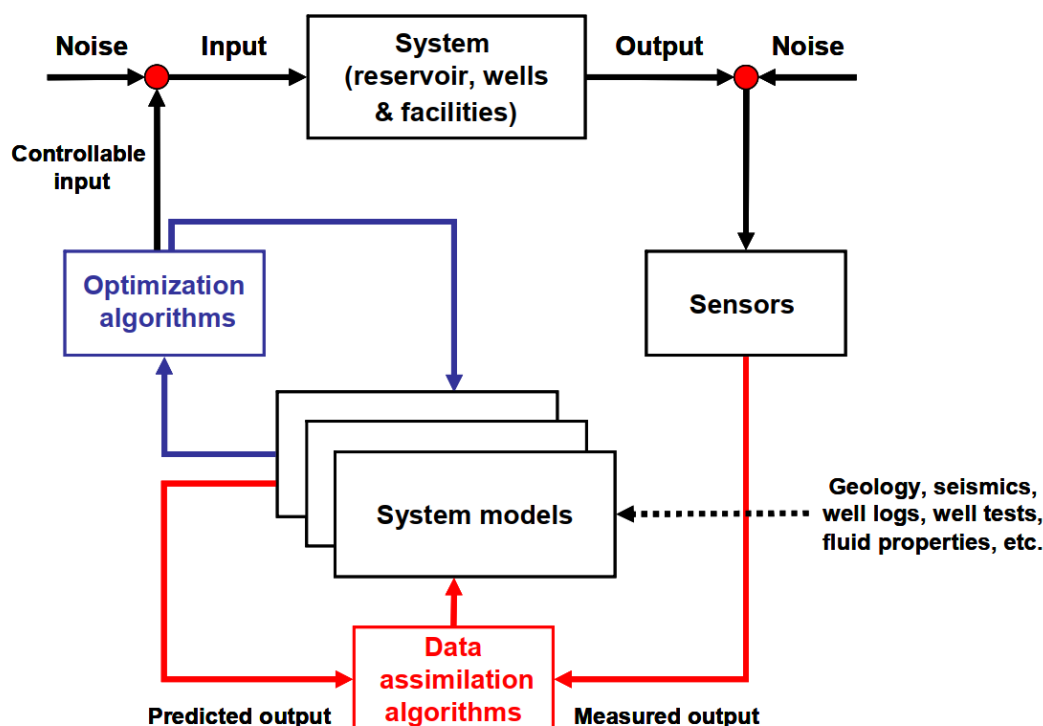 Noise
Input
System
(reservoir, wells
& facilities)
Output
Noise
Controllable
input
Optimization
algorithms
Sensors
System models
Geology, seismics,
well logs, well tests,
fluid properties, etc.
Data
assimilation
algorithms
Predicted output
Measured output